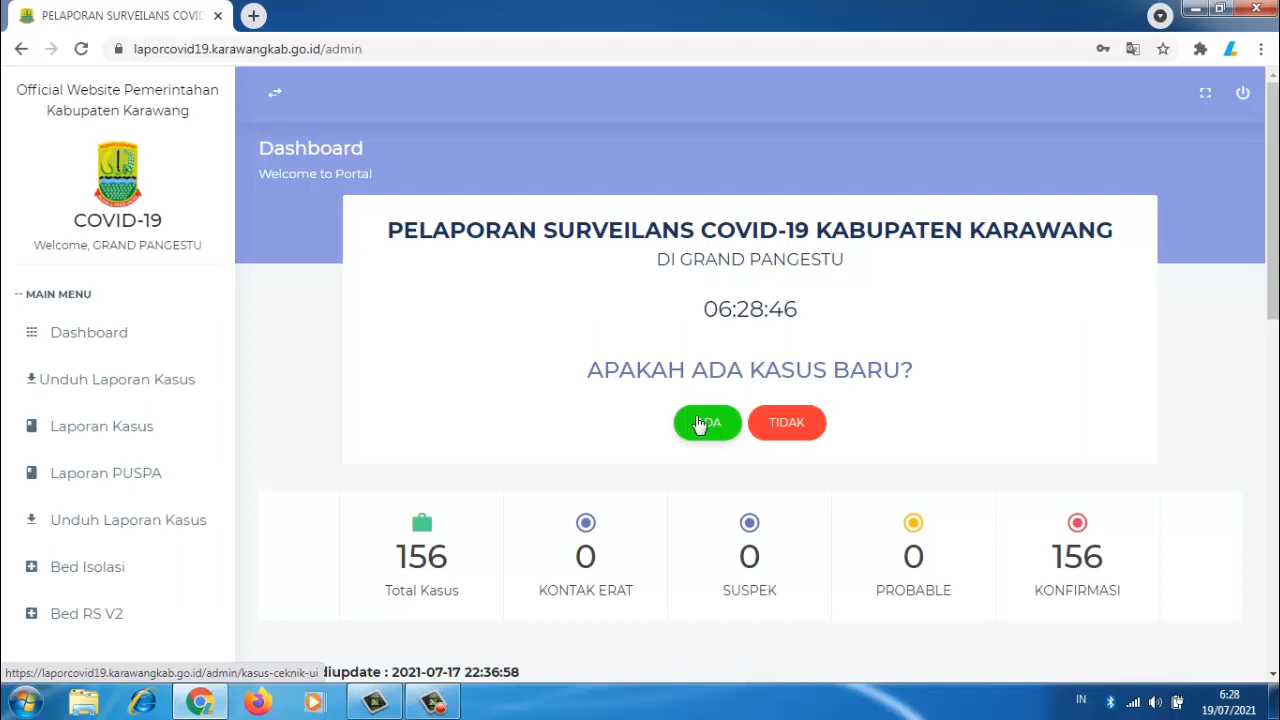 PELAPORAN SURVEILANS COVI
laporcovid19.karawangkab.go.id/admin
Official Website Pemerintahan
Kabupaten Karawang
COVID-19
Welcome, GRAND PANGESTU
-- MAIN MENU
Dashboard
Unduh Laporan Kasus
Laporan Kasus
Laporan PUSPA
Unduh Laporan Kasus
Bed Isolasi
Bed RS V2
Dashboard
Welcome to Portal
PELAPORAN SURVEILANS COVID-19 KABUPATEN KARAWANG
DI GRAND PANGESTU
06:28:46
APAKAH ADA KASUS BARU?
ADA TIDAK
156 0 0 0 156
Total Kasus KONTAK ERAT SUSPEK PROBABLE KONFIRMASI
https://laporcovid19.karawangkab.go.id/admin/kasus-ceknik-ui
diupdate : 2021-07-17 22:36:58
IN
6:28
19/07/2021